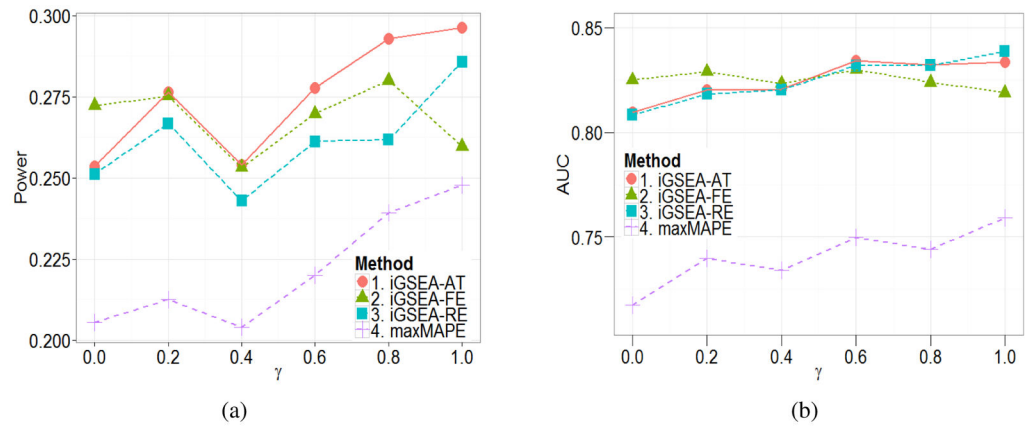 0.300
0.275
0.250
0.225
0.200
Power
Method
1. iGSEA-AT
2. iGSEA-FE
3. iGSEA-RE
4. maxMAPE
0.0 0.2 0.4 0.6 0.8 1.0
γ
(a)
0.85
0.80
0.75
AUC
Method
1. iGSEA-AT
2. iGSEA-FE
3. iGSEA-RE
4. maxMAPE
0.0 0.2 0.4 0.6 0.8 1.0
γ
(b)